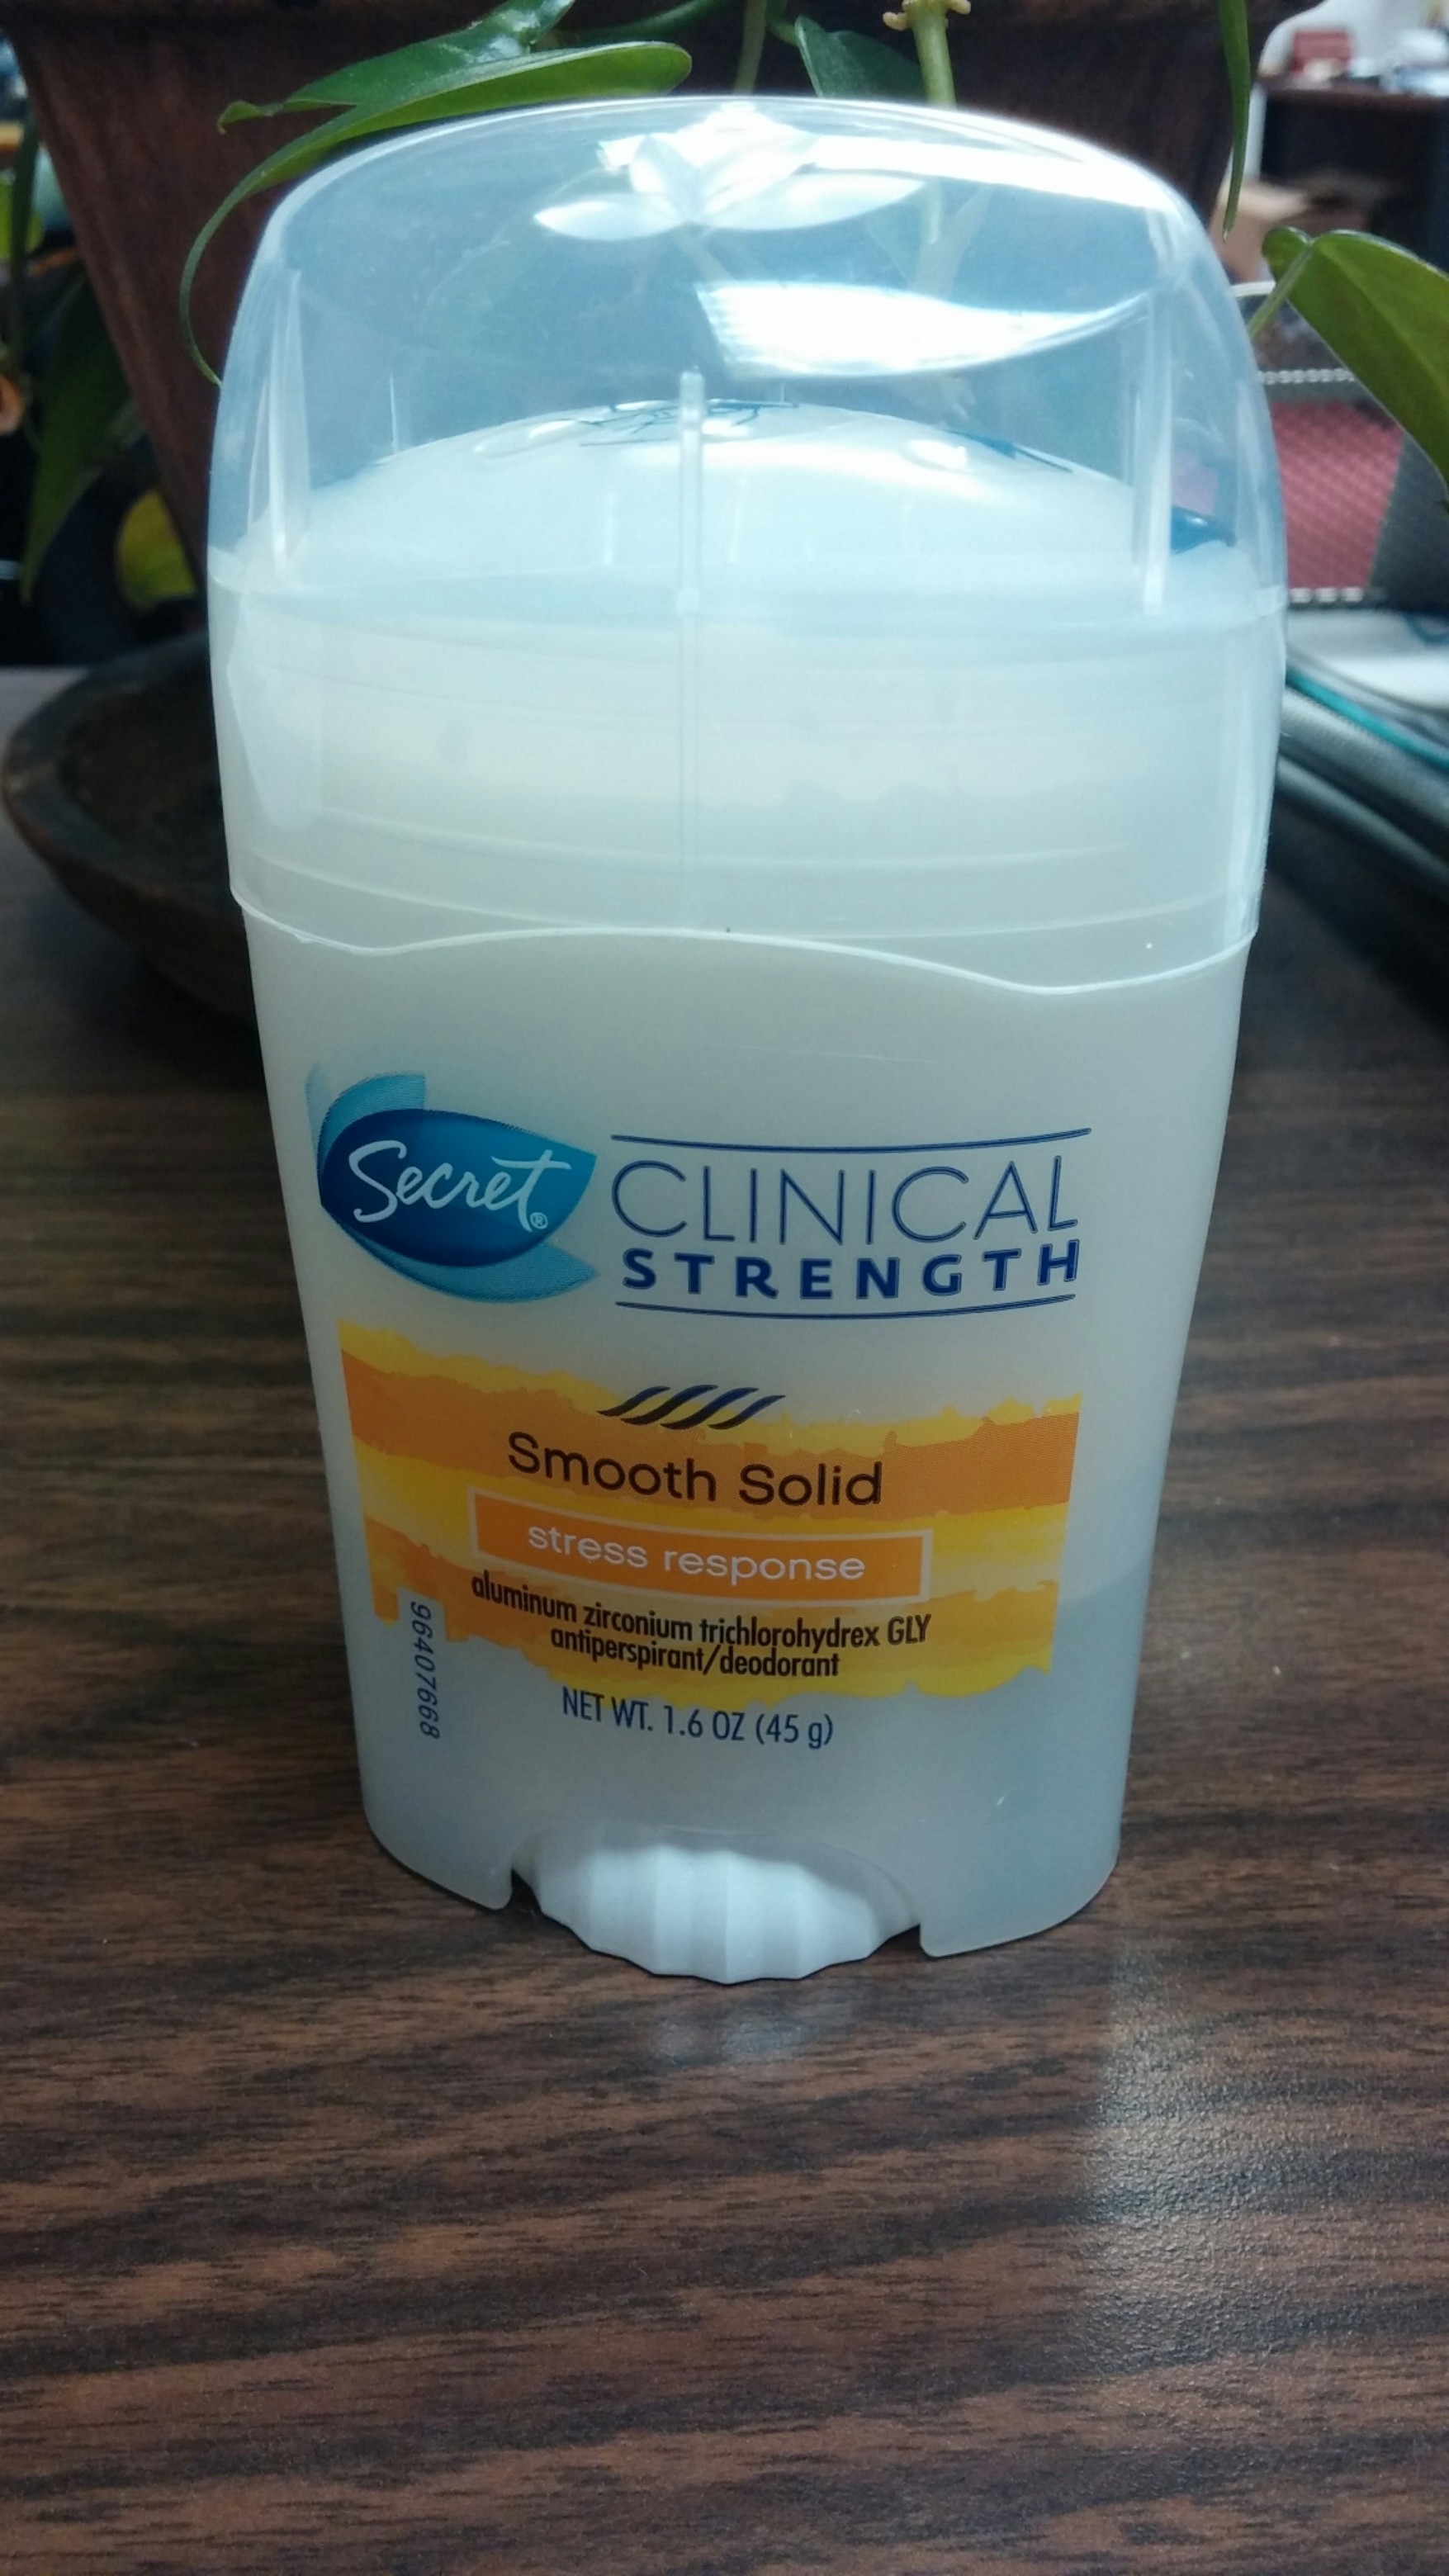 Secret®
CLINICAL
STRENGTH
Smooth Solid
stress response
aluminum zirconium trichlorohydrex GLY
antiperspirant/deodorant
96407668
NET WT. 1.6 OZ (45 g)